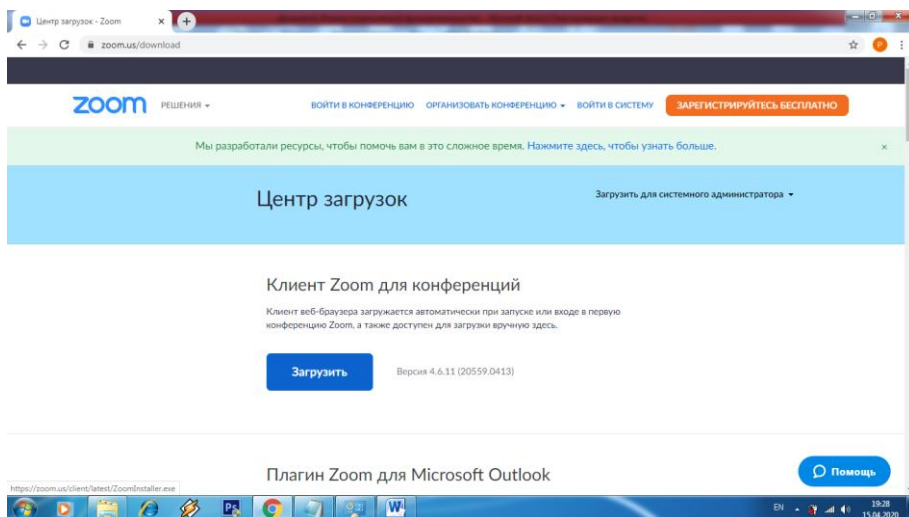 Центр загрузок - Zoom
zoom.us/download
zoom РЕШЕНИЯ ВОЙТИ В КОНФЕРЕНЦИЮ ОРГАНИЗОВАТЬ КОНФЕРЕНЦИЮ ВОЙТИ В СИСТЕМУ ЗАРЕГИСТРИРУЙТЕСЬ БЕСПЛАТНО
Мы разработали ресурсы, чтобы помочь вам в это сложное время. Нажмите здесь, чтобы узнать больше.
Центр загрузок
Загрузить для системного администратора
Клиент Zoom для конференций
Клиент веб-браузера загружается автоматически при запуске или входе в первую
конференцию Zoom, а также доступен для загрузки вручную здесь.
Загрузить
Версия 4.6.11 (20559.0413)
Плагин Zoom для Microsoft Outlook
Помощь
https://zoom.us/client/latest/ZoomInstaller.exe
EN
19:28
15.04.2020